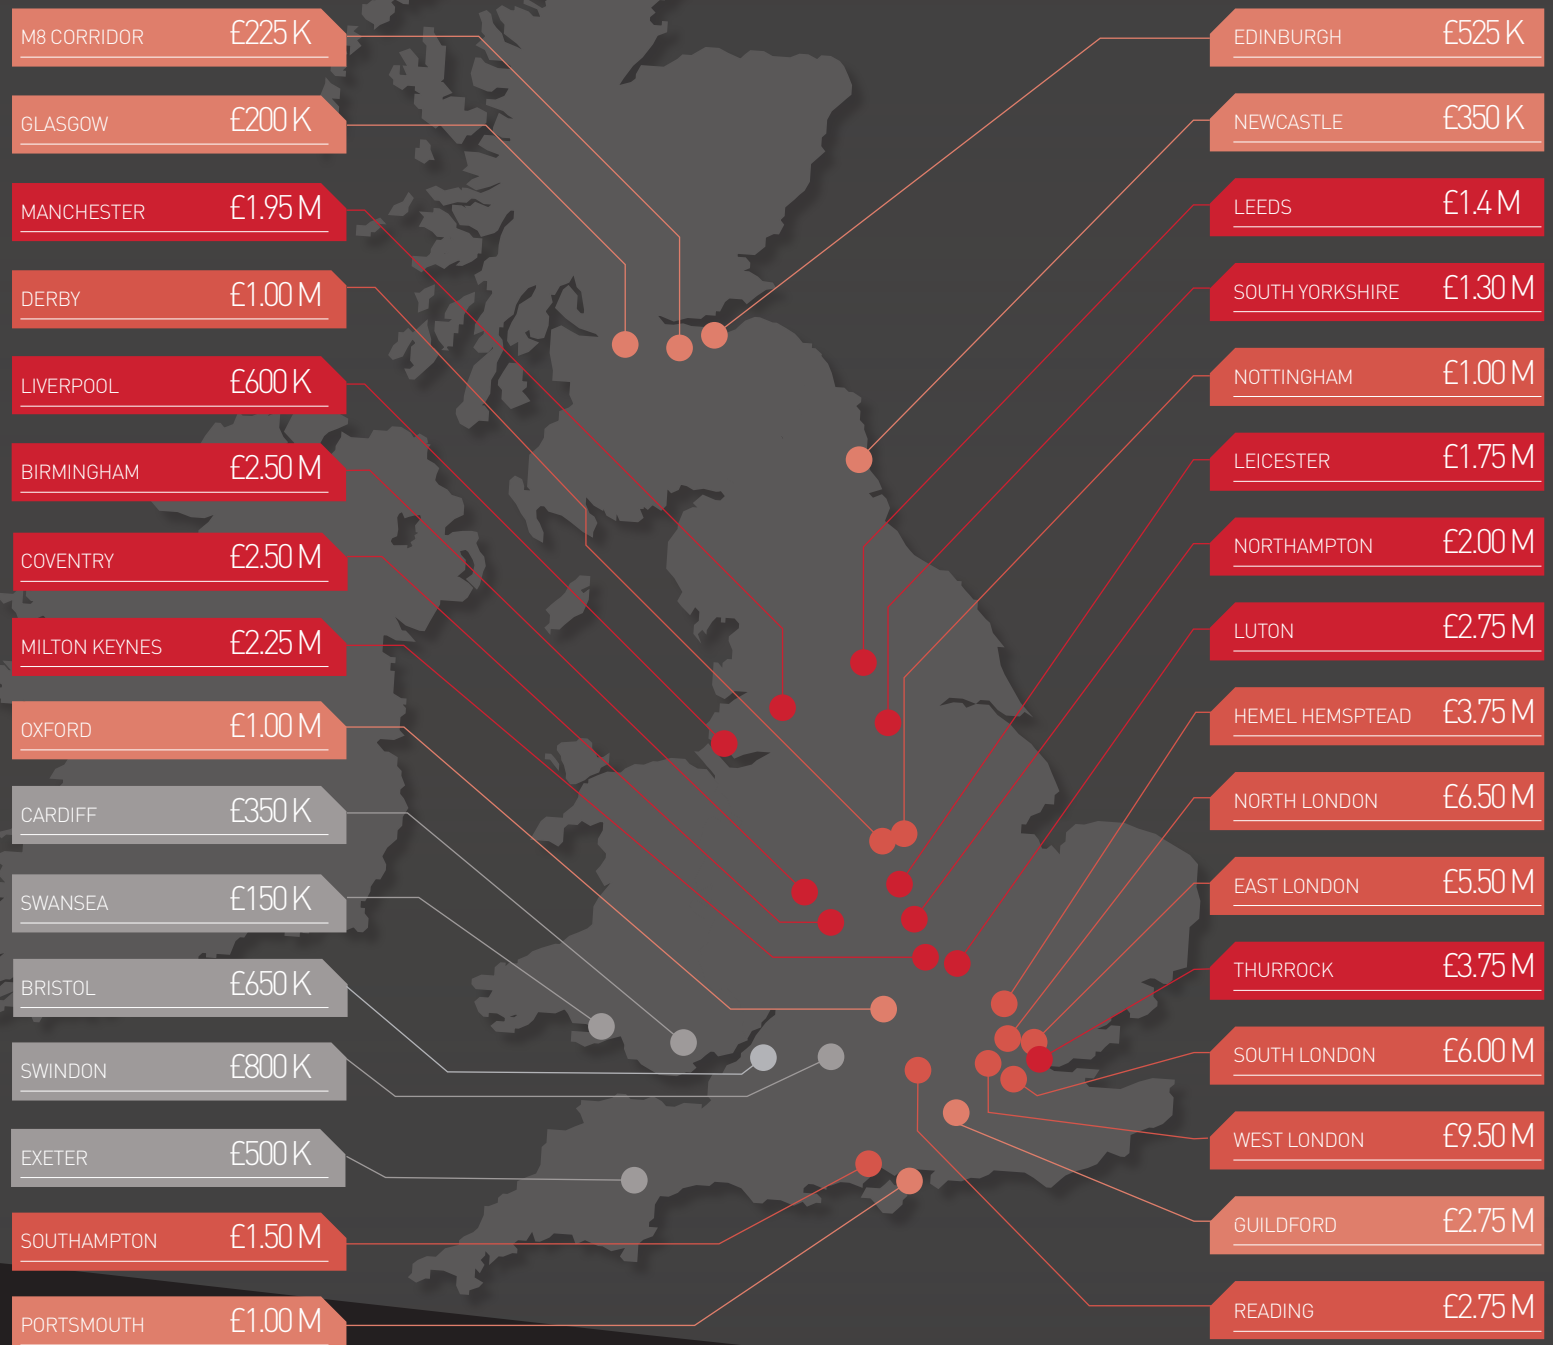 M8 CORRIDOR £225 K
GLASGOW £200 K
MANCHESTER £1.95 M
DERBY £1.00 M
LIVERPOOL £600 K
BIRMINGHAM £2.50 M
COVENTRY £2.50 M
MILTON KEYNES £2.25 M
OXFORD £1.00 M
CARDIFF £350 K
SWANSEA £150 K
BRISTOL £650 K
SWINDON £800 K
EXETER £500 K
SOUTHAMPTON £1.50 M
PORTSMOUTH £1.00 M
EDINBURGH £525 K
NEWCASTLE £350 K
LEEDS £1.4 M
SOUTH YORKSHIRE £1.30 M
NOTTINGHAM £1.00 M
LEICESTER £1.75 M
NORTHAMPTON £2.00 M
LUTON £2.75 M
HEMEL HEMSPTEAD £3.75 M
NORTH LONDON £6.50 M
EAST LONDON £5.50 M
THURROCK £3.75 M
SOUTH LONDON £6.00 M
WEST LONDON £9.50 M
GUILDFORD £2.75 M
READING £2.75 M